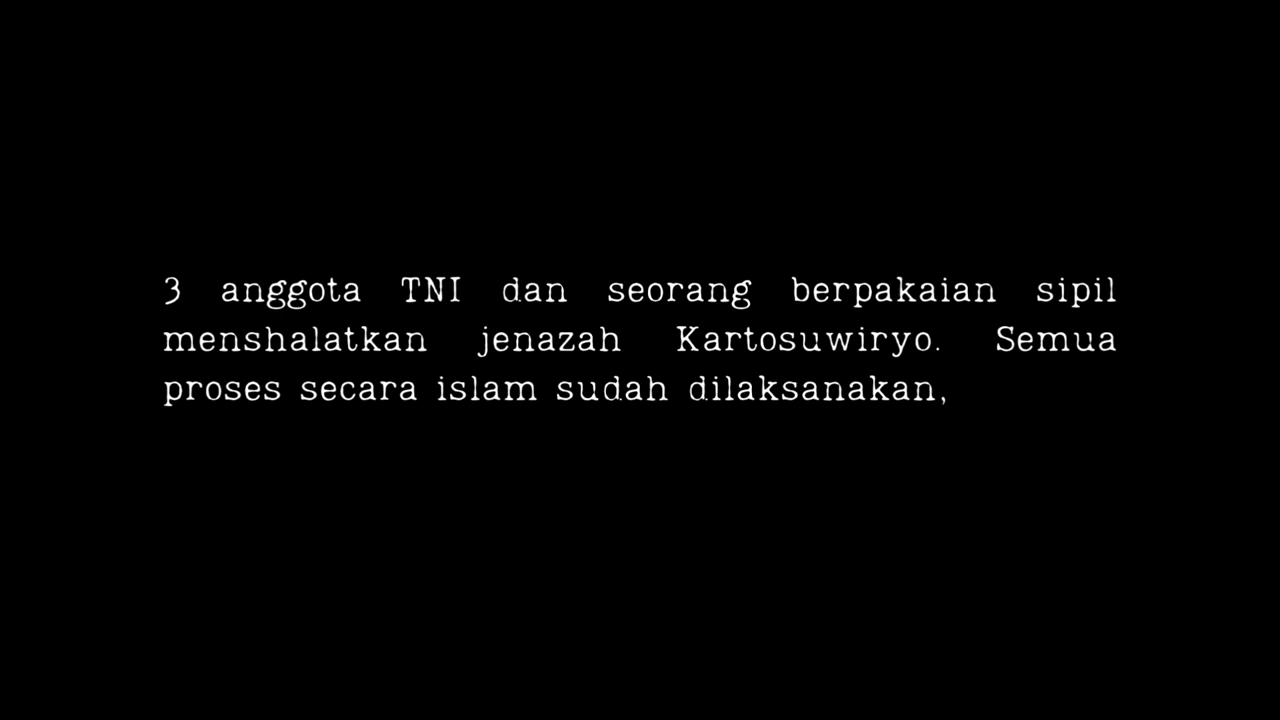 3 anggota TNI dan seorang berpakaian sipil
menshalatkan jenazah Kartosuwiryo. Semua
proses secara islam sudah dilaksanakan,